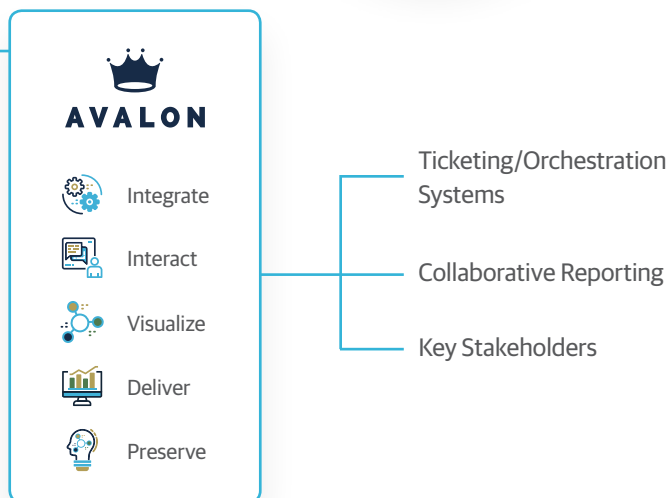 AVALON
Integrate
Interact
Visualize
Deliver
Preserve
Ticketing/Orchestration
Systems
Collaborative Reporting
Key Stakeholders